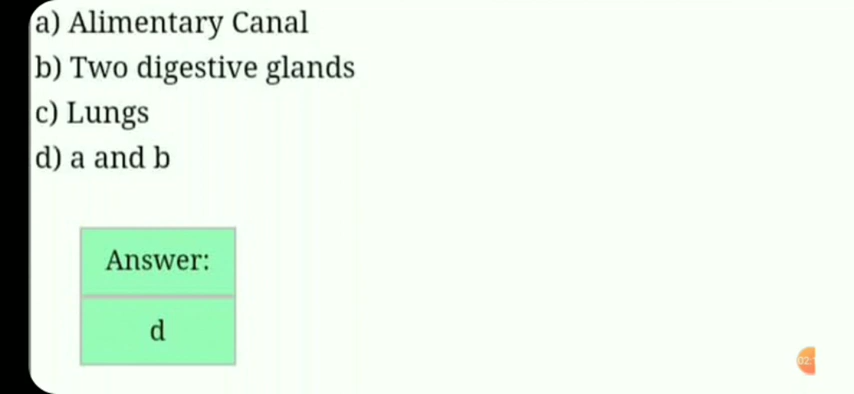 a) Alimentary Canal
b) Two digestive glands
c) Lungs
d) a and b
Answer:
d